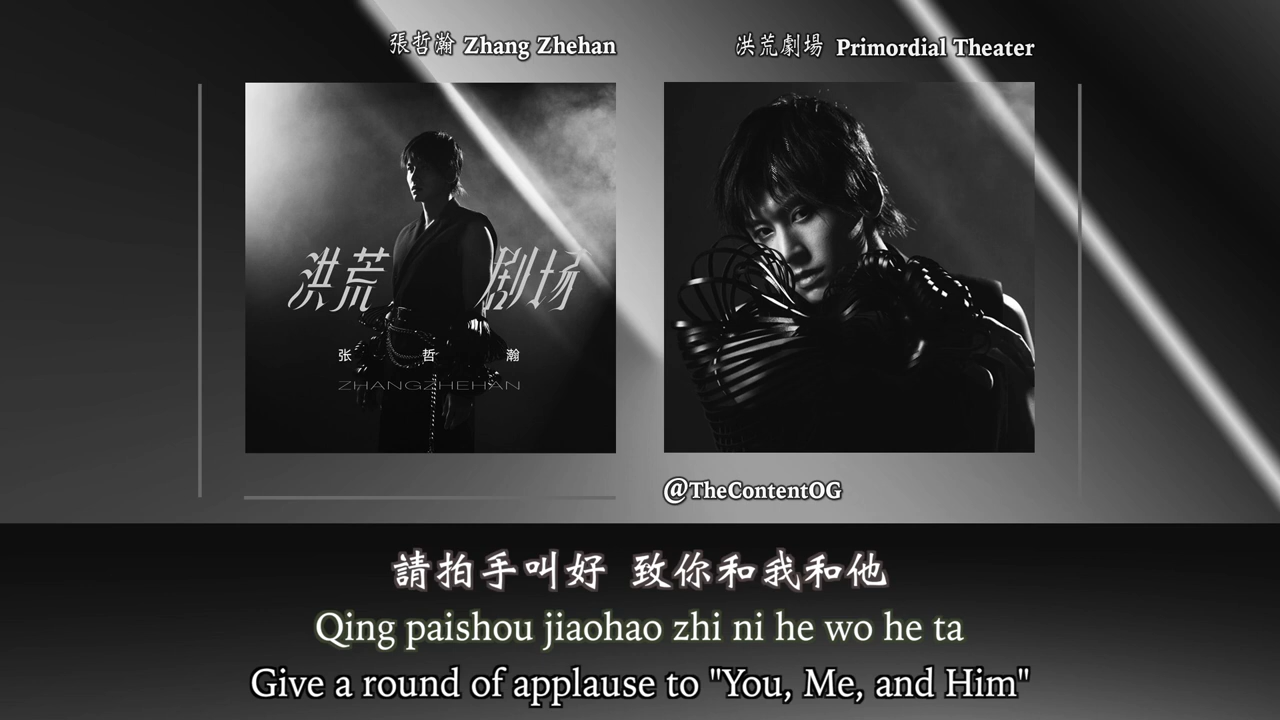 張哲瀚 Zhang Zhehan
洪荒劇場 Primordial Theater
洪荒 剧场
张 哲 瀚
ZHANGZHEHAN
@TheContentOG
請拍手叫好 致你和我和他
Qing paishou jiaohao zhi ni he wo he ta
Give a round of applause to "You, Me, and Him"